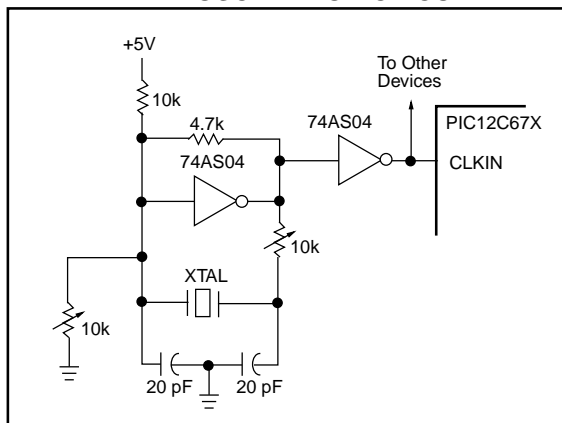 +5V
To Other
Devices
10k
4.7k
74AS04
PIC12C67X
74AS04
CLKIN
10k
XTAL
10k
20 pF
20 pF